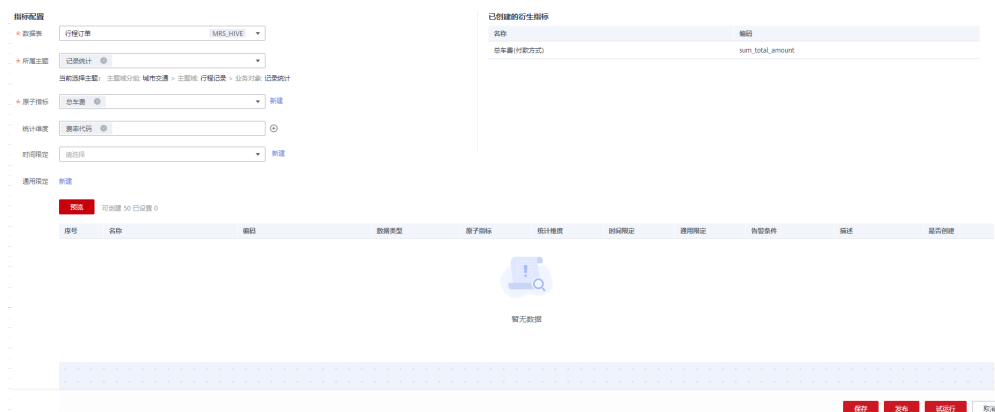 指标配置
* 数据表 行程订单 MRS_HIVE
* 所属主题 记录统计
当前选择主题： 主题域分组: 城市交通 > 主题域: 行程记录 > 业务对象: 记录统计
* 原子指标 总车费 新建
统计维度 费率代码
时间限定 请选择 新建
通用限定 新建
预览 可创建 50 已设置 0
序号 名称 编码 数据类型 原子指标 统计维度 时间限定 通用限定 告警条件 描述 是否创建
暂无数据
已创建的衍生指标
名称 编码
总车费(付款方式) sum_total_amount
保存 发布 试运行 取消